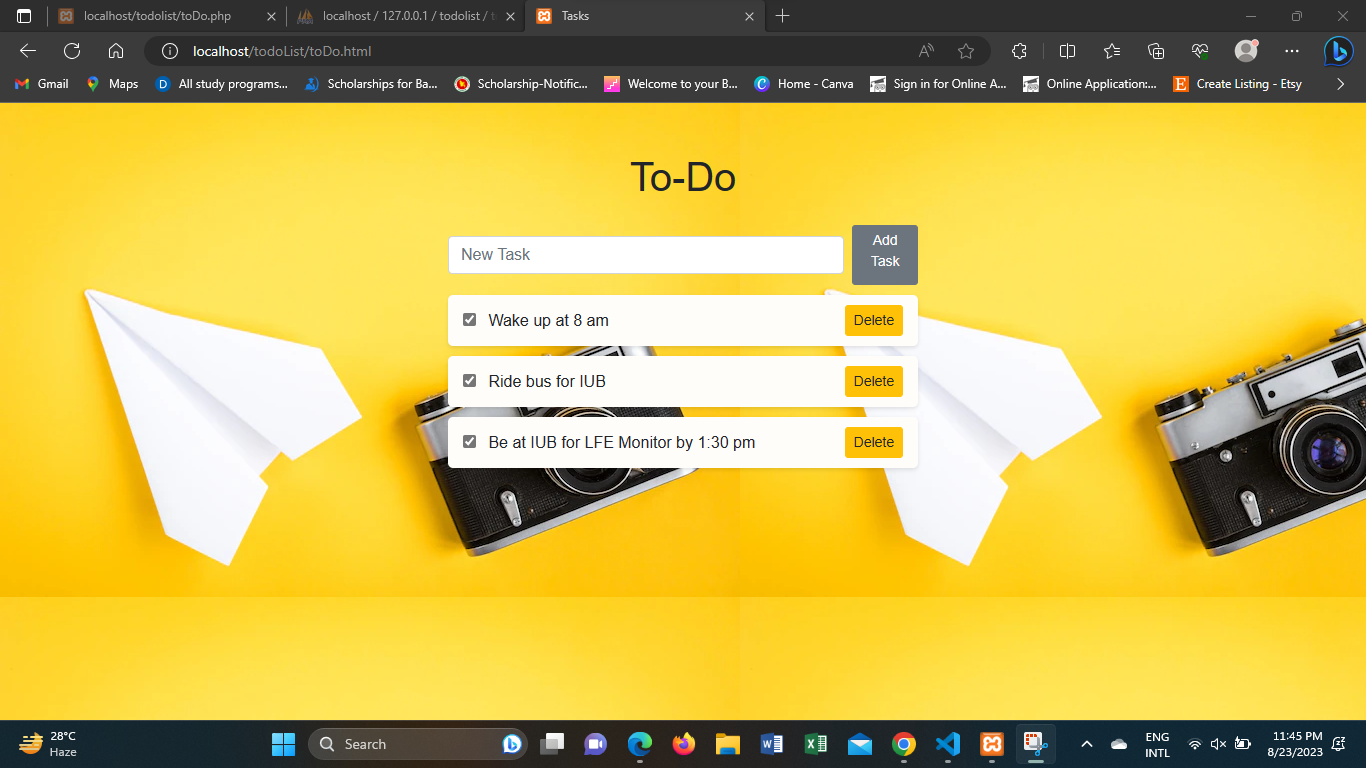 localhost/todolist/toDo.php
localhost / 127.0.0.1 / todolist /
Tasks
localhost/todoList/toDo.html
Gmail
Maps
All study programs...
Scholarships for Ba...
Scholarship-Notific...
Welcome to your B...
Home - Canva
Sign in for Online A...
Online Application:...
Create Listing - Etsy
To-Do
New Task
Add
Task
Wake up at 8 am
Delete
Ride bus for IUB
Delete
Be at IUB for LFE Monitor by 1:30 pm
Delete
28°C
Haze
Search
ENG
INTL
11:45 PM
8/23/2023